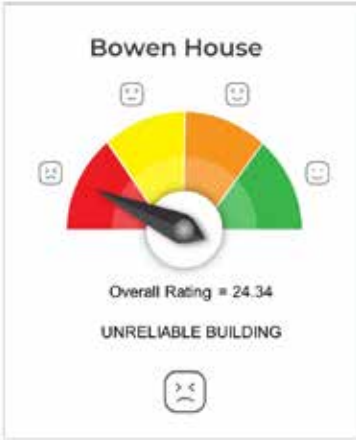 Bowen House
Overall Rating = 24.34
UNRELIABLE BUILDING